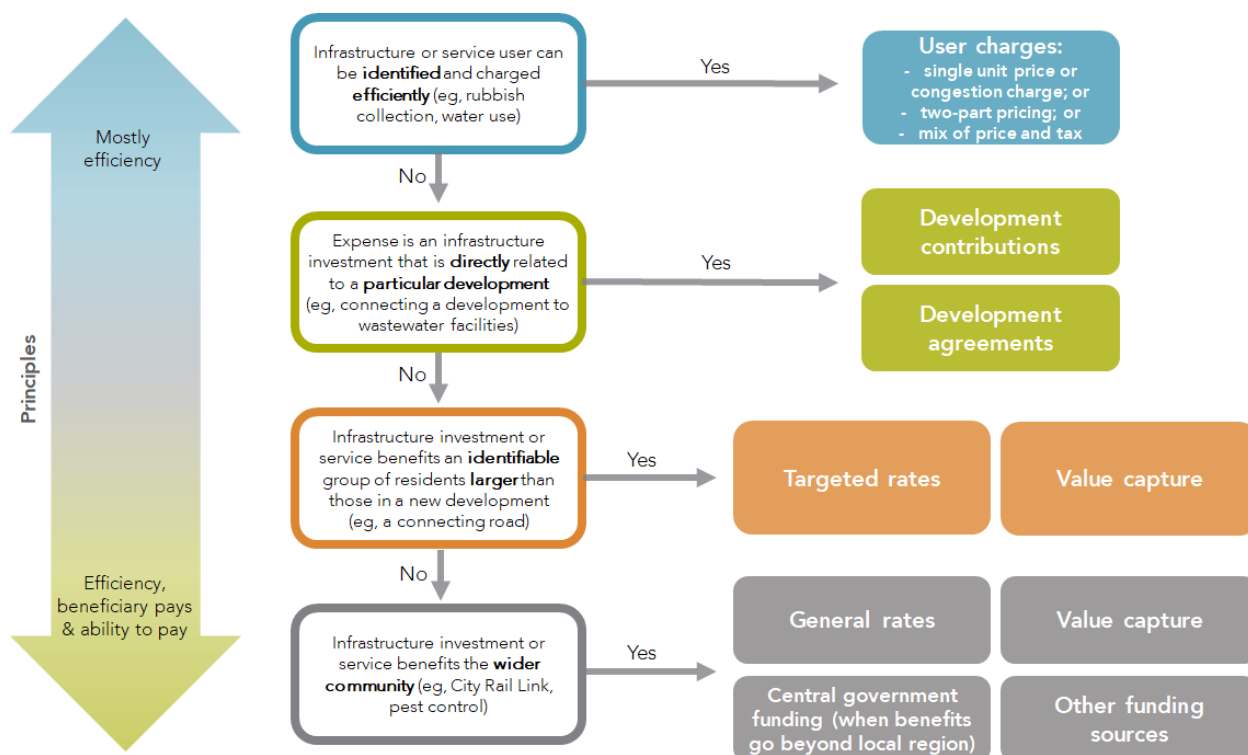 Principles
Mostly
efficiency
Efficiency,
beneficiary pays
& ability to pay
Infrastructure or service user can
be identified and charged
efficiently (eg, rubbish
collection, water use)
Yes
User charges:
- single unit price or
congestion charge; or
- two-part pricing; or
- mix of price and tax
No
Expense is an infrastructure
investment that is directly related
to a particular development
(eg, connecting a development to
wastewater facilities)
Yes
Development
contributions
Development
agreements
No
Infrastructure investment or
service benefits an identifiable
group of residents larger than
those in a new development
(eg, a connecting road)
Yes
Targeted rates
Value capture
No
Infrastructure investment or
service benefits the wider
community (eg, City Rail Link,
pest control)
Yes
General rates
Value capture
Central government
funding (when benefits
go beyond local region)
Other funding
sources